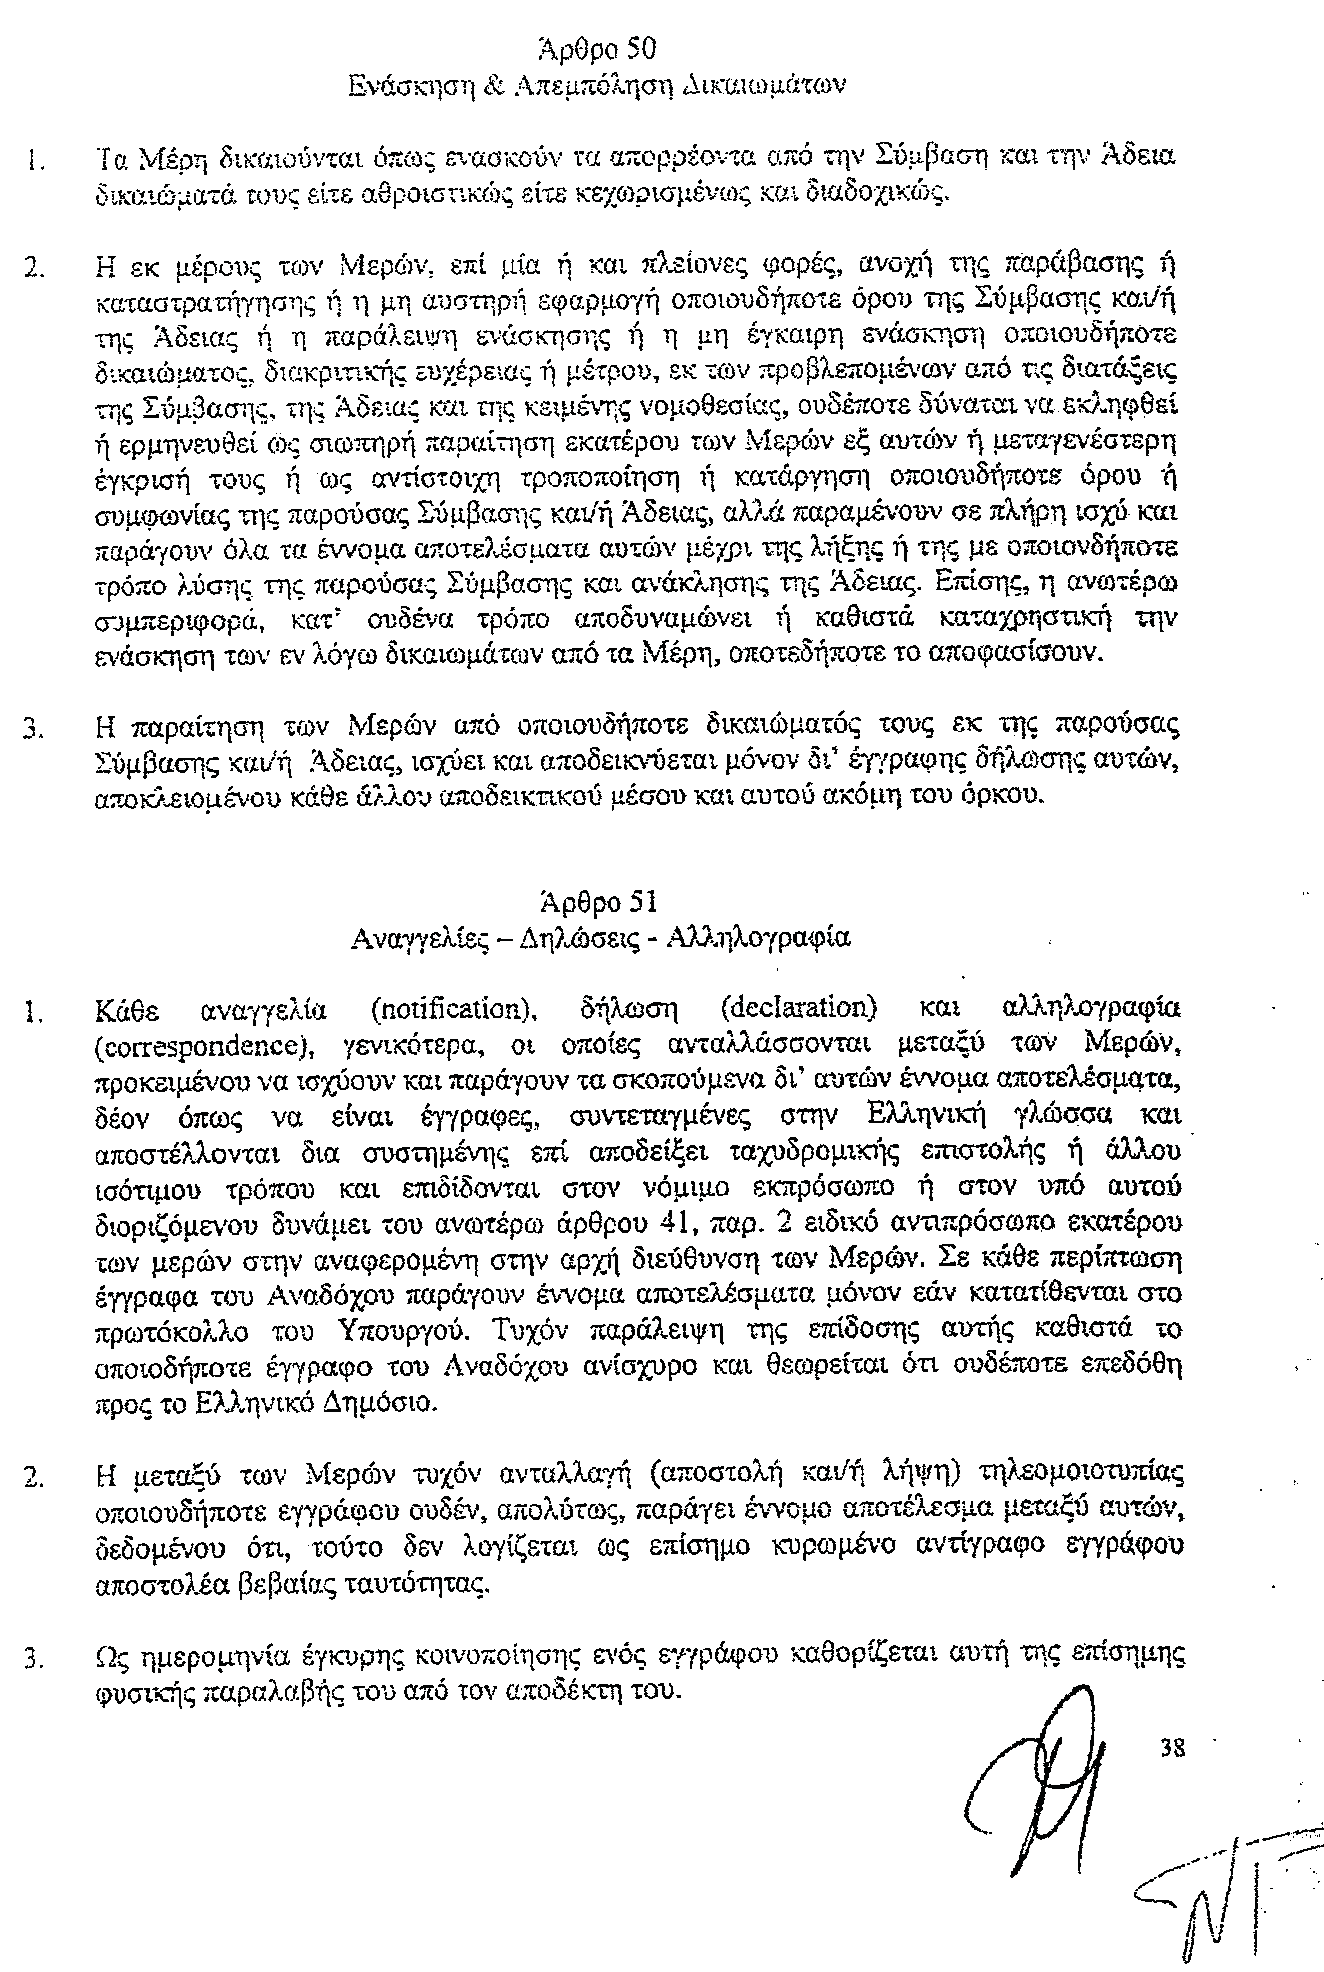 Άρθρο 50
Ενάσκηση & Απεμπόληση Δικαιωμάτων
1. Τα Μέρη δικαιούνται όπως ενασκούν τα απορρέοντα από την Σύμβαση και την Άδεια
δικαιώματά τους είτε αθροιστικώς είτε κεχωρισμένως και διαδοχικώς.
2. Η εκ μέρους των Μερών, επί μία ή και πλείονες φορές, ανοχή της παράβασης ή
καταστρατήγησης ή η μη αυστηρή εφαρμογή οποιουδήποτε όρου της Σύμβασης και/ή
της Άδειας ή η παράλειψη ενάσκησης ή η μη έγκαιρη ενάσκηση οποιουδήποτε
δικαιώματος, διακριτικής ευχέρειας ή μέτρου, εκ των προβλεπομένων από τις διατάξεις
της Σύμβασης, της Άδειας και της κειμένης νομοθεσίας, ουδέποτε δύναται να εκληφθεί
ή ερμηνευθεί ως σιωπηρή παραίτηση εκατέρου των Μερών εξ αυτών ή μεταγενέστερη
έγκρισή τους ή ως αντίστοιχη τροποποίηση ή κατάργηση οποιουδήποτε όρου ή
συμφωνίας της παρούσας Σύμβασης και/ή Άδειας, αλλά παραμένουν σε πλήρη ισχύ και
παράγουν όλα τα έννομα αποτελέσματα αυτών μέχρι της λήξης ή της με οποιονδήποτε
τρόπο λύσης της παρούσας Σύμβασης και ανάκλησης της Άδειας. Επίσης, η ανωτέρω
συμπεριφορά, κατ' ουδένα τρόπο αποδυναμώνει ή καθιστά καταχρηστική την
ενάσκηση των εν λόγω δικαιωμάτων από τα Μέρη, οποτεδήποτε το αποφασίσουν.
3. Η παραίτηση των Μερών από οποιουδήποτε δικαιώματός τους εκ της παρούσας
Σύμβασης και/ή Άδειας, ισχύει και αποδεικνύεται μόνον δι' έγγραφης δήλωσης αυτών,
αποκλειομένου κάθε άλλου αποδεικτικού μέσου και αυτού ακόμη του όρκου.
Άρθρο 51
Αναγγελίες – Δηλώσεις - Αλληλογραφία
1. Κάθε αναγγελία (notification), δήλωση (declaration) και αλληλογραφία
(correspondence), γενικότερα, οι οποίες ανταλλάσσονται μεταξύ των Μερών,
προκειμένου να ισχύουν και παράγουν τα σκοπούμενα δι' αυτών έννομα αποτελέσματα,
δέον όπως να είναι έγγραφες, συντεταγμένες στην Ελληνική γλώσσα και
αποστέλλονται δια συστημένης επί αποδείξει ταχυδρομικής επιστολής ή άλλου
ισότιμου τρόπου και επιδίδονται στον νόμιμο εκπρόσωπο ή στον υπό αυτού
διοριζόμενου δυνάμει του ανωτέρω άρθρου 41, παρ. 2 ειδικό αντιπρόσωπο εκατέρου
των μερών στην αναφερομένη στην αρχή διεύθυνση των Μερών. Σε κάθε περίπτωση
έγγραφα του Αναδόχου παράγουν έννομα αποτελέσματα μόνον εάν κατατίθενται στο
πρωτόκολλο του Υπουργού. Τυχόν παράλειψη της επίδοσης αυτής καθιστά το
οποιοδήποτε έγγραφο του Αναδόχου ανίσχυρο και θεωρείται ότι ουδέποτε επεδόθη
προς το Ελληνικό Δημόσιο.
2. Η μεταξύ των Μερών τυχόν ανταλλαγή (αποστολή και/ή λήψη) τηλεομοιοτυπίας
οποιουδήποτε εγγράφου ουδέν, απολύτως, παράγει έννομο αποτέλεσμα μεταξύ αυτών,
δεδομένου ότι, τούτο δεν λογίζεται ως επίσημο κυρωμένο αντίγραφο εγγράφου
αποστολέα βεβαίας ταυτότητας.
3. Ως ημερομηνία έγκυρης κοινοποίησης ενός εγγράφου καθορίζεται αυτή της επίσημης
φυσικής παραλαβής του από τον αποδέκτη του.
38